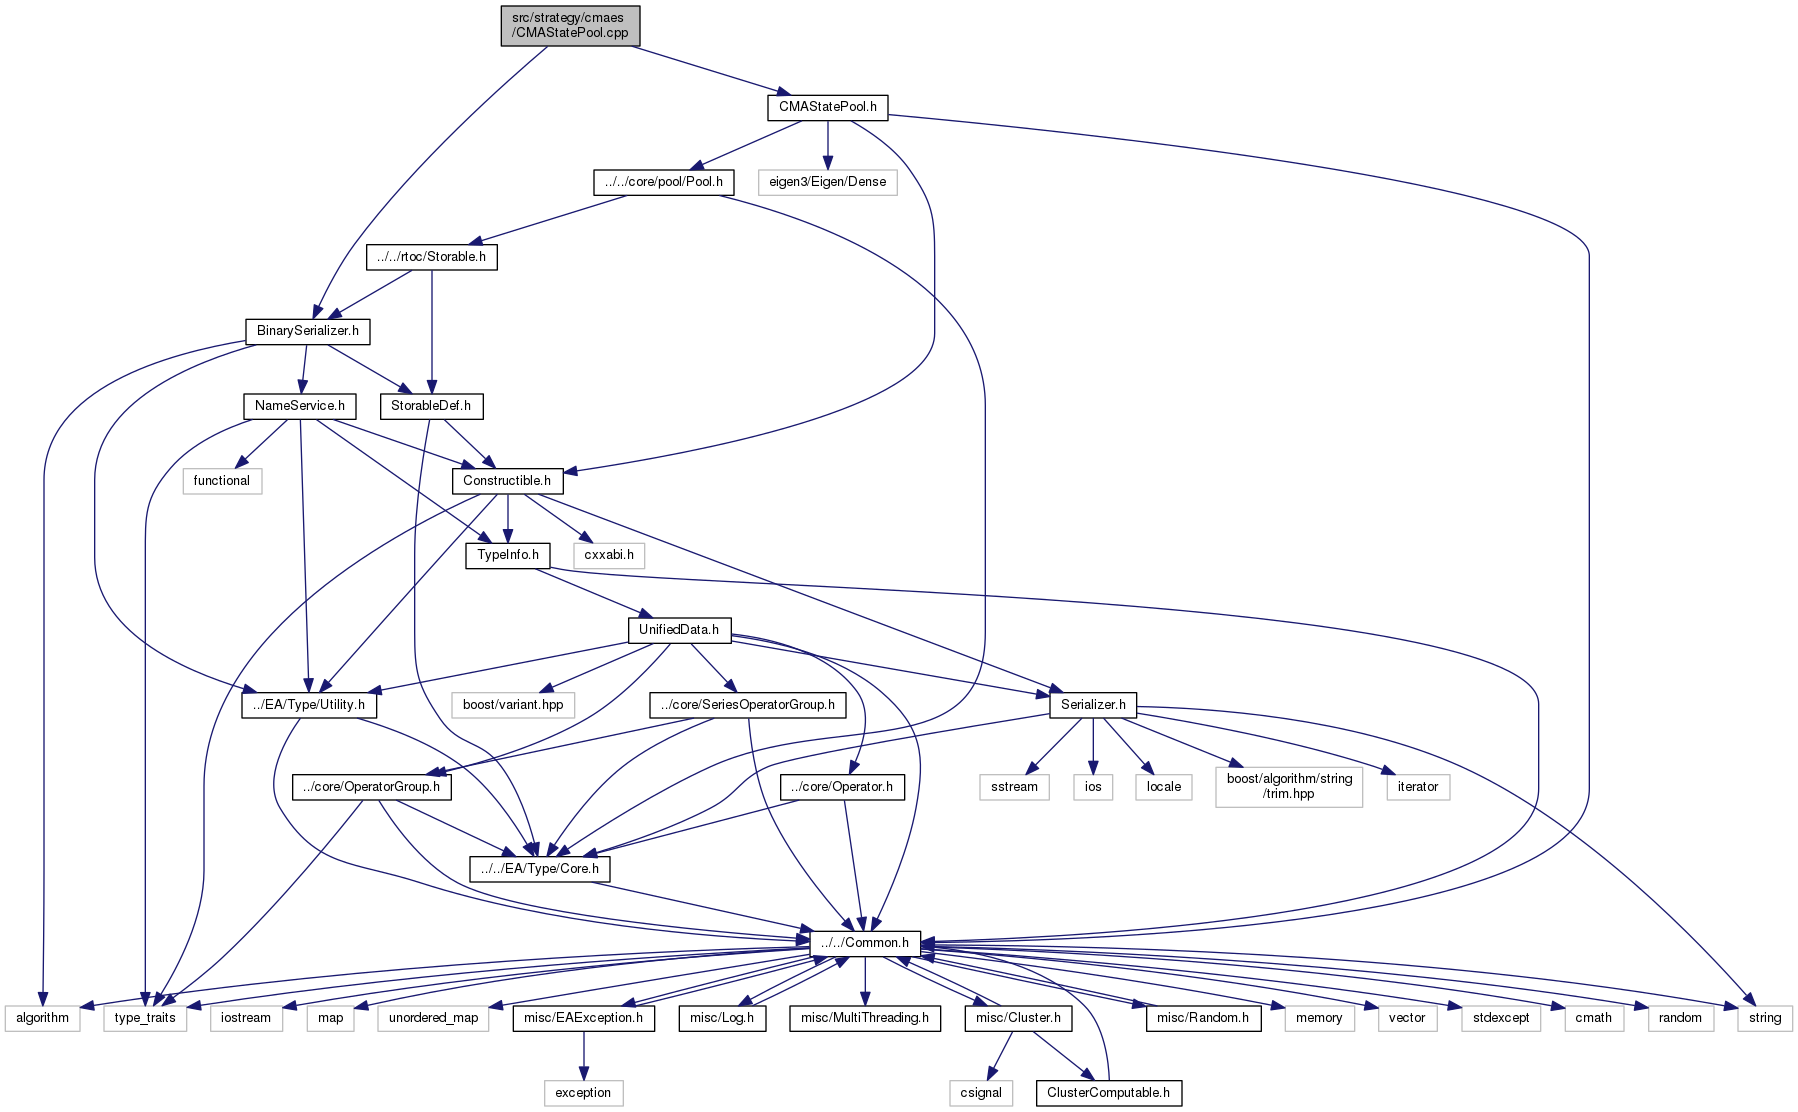 src/strategy/cmaes
/CMAStatePool.cpp
CMAStatePool.h
../../core/pool/Pool.h
eigen3/Eigen/Dense
../../rtoc/Storable.h
BinarySerializer.h
NameService.h
StorableDef.h
functional
Constructible.h
TypeInfo.h
cxxabi.h
UnifiedData.h
../EA/Type/Utility.h
boost/variant.hpp
../core/SeriesOperatorGroup.h
Serializer.h
../core/OperatorGroup.h
../core/Operator.h
sstream
ios
locale
boost/algorithm/string
/trim.hpp
iterator
../../EA/Type/Core.h
../../Common.h
algorithm
type_traits
iostream
map
unordered_map
misc/EAException.h
misc/Log.h
misc/MultiThreading.h
misc/Cluster.h
misc/Random.h
memory
vector
stdexcept
cmath
random
string
exception
csignal
ClusterComputable.h